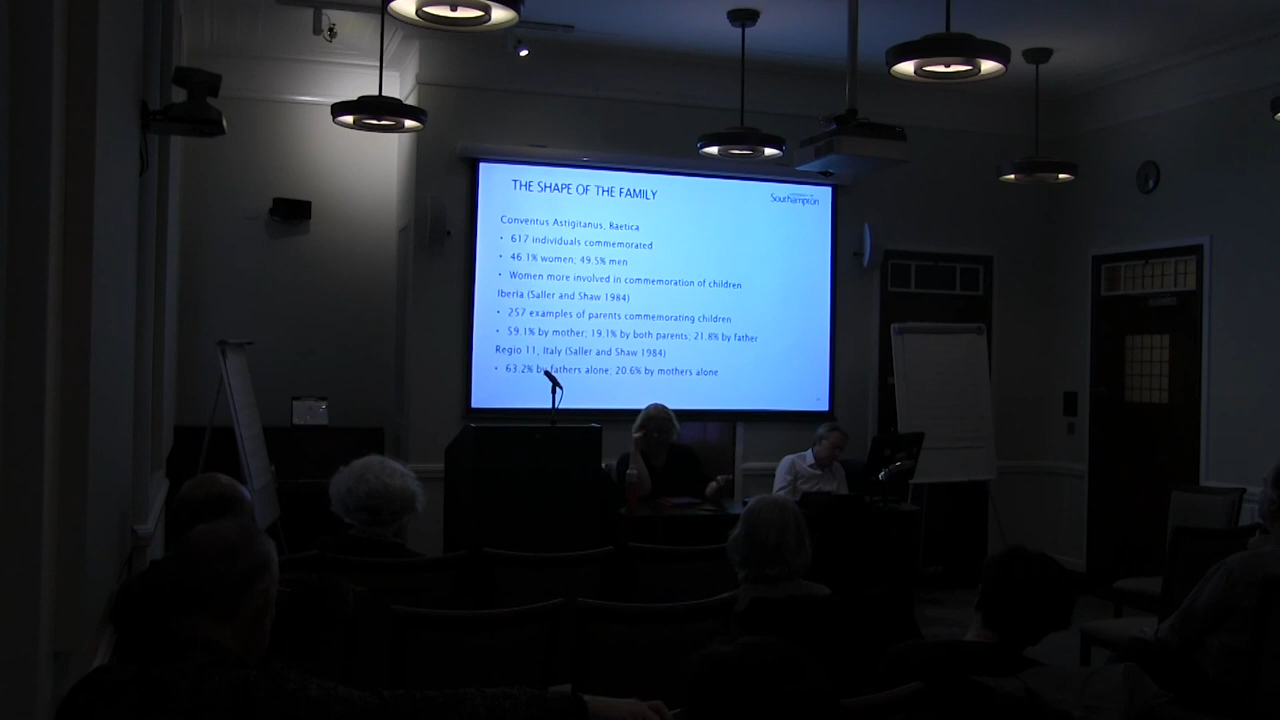 THE SHAPE OF THE FAMILY
Southampton
Conventus Astigitanus, Baetica
• 617 individuals commemorated
• 46.1% women; 49.5% men
• Women more involved in commemoration of children
Iberia (Saller and Shaw 1984)
• 257 examples of parents commemorating children
• 59.1% by mother; 19.1% by both parents; 21.8% by father
Regio 11, Italy (Saller and Shaw 1984)
• 63.2% by fathers alone; 20.6% by mothers alone